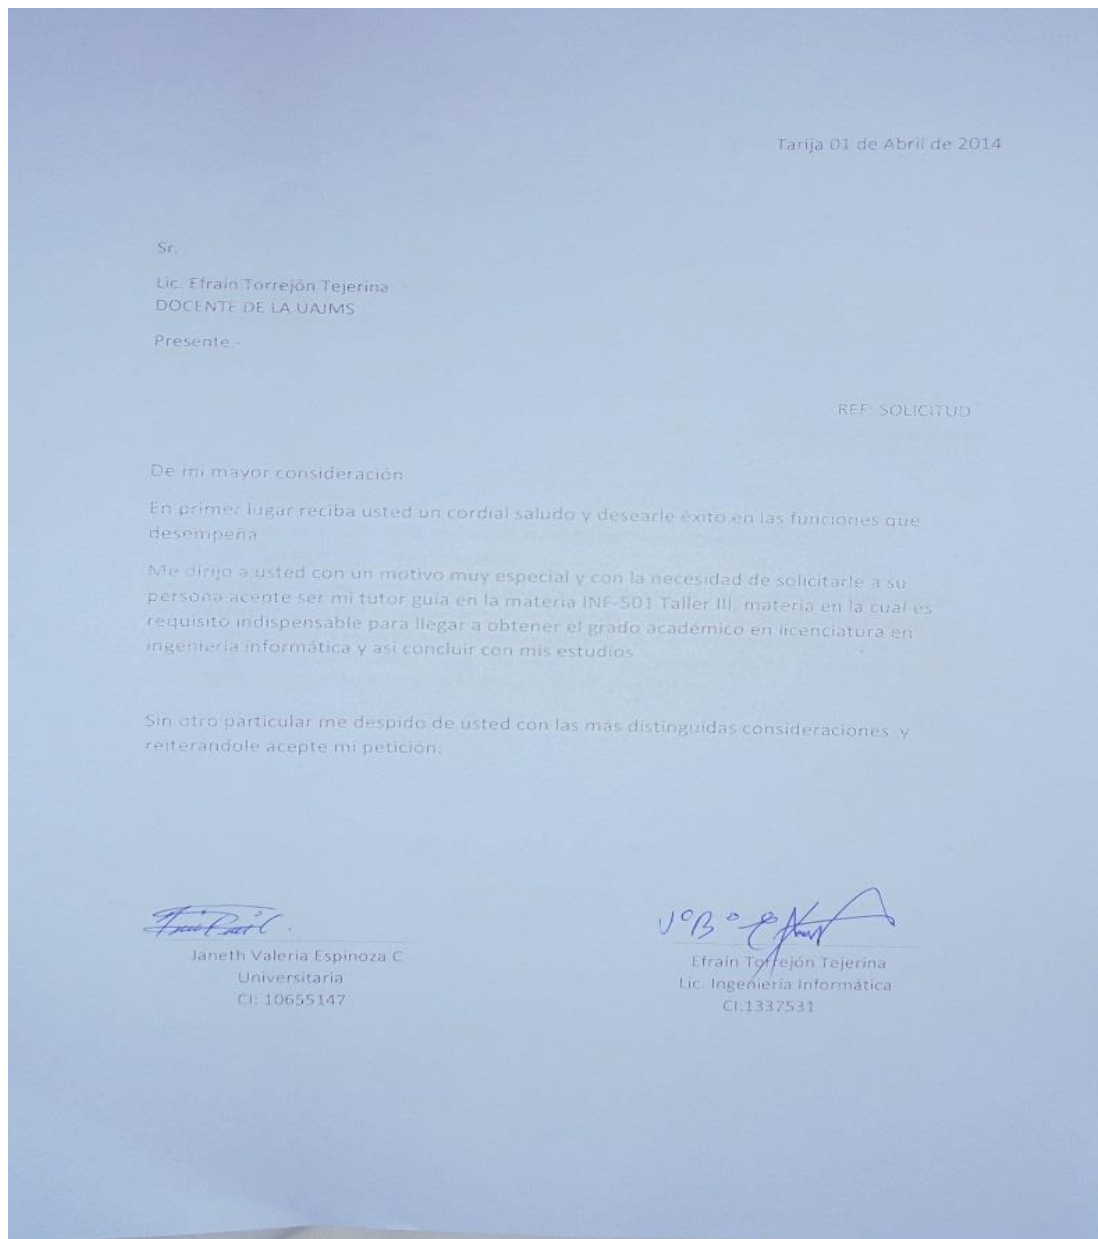 Tarija 01 de Abril de 2014
Sr.
Lic. Efraín Torrejón Tejerina
DOCENTE DE LA UAJMS
Presente.-
REF: SOLICITUD
De mi mayor consideración
En primer lugar reciba usted un cordial saludo y desearle éxito en las funciones que
desempeña
Me dirijo a usted con un motivo muy especial y con la necesidad de solicitarle a su
persona acepte ser mi tutor guía en la materia INF-501 Taller III, materia en la cual es
requisito indispensable para llegar a obtener el grado académico en licenciatura en
ingeniería informática y así concluir con mis estudios.
Sin otro particular me despido de usted con las más distinguidas consideraciones y
reiterándole acepte mi petición.
VºBº
Janeth Valeria Espinoza C
Universitaria
CI: 10655147
Efraín Torrejón Tejerina
Lic. Ingeniería Informática
CI:1337531